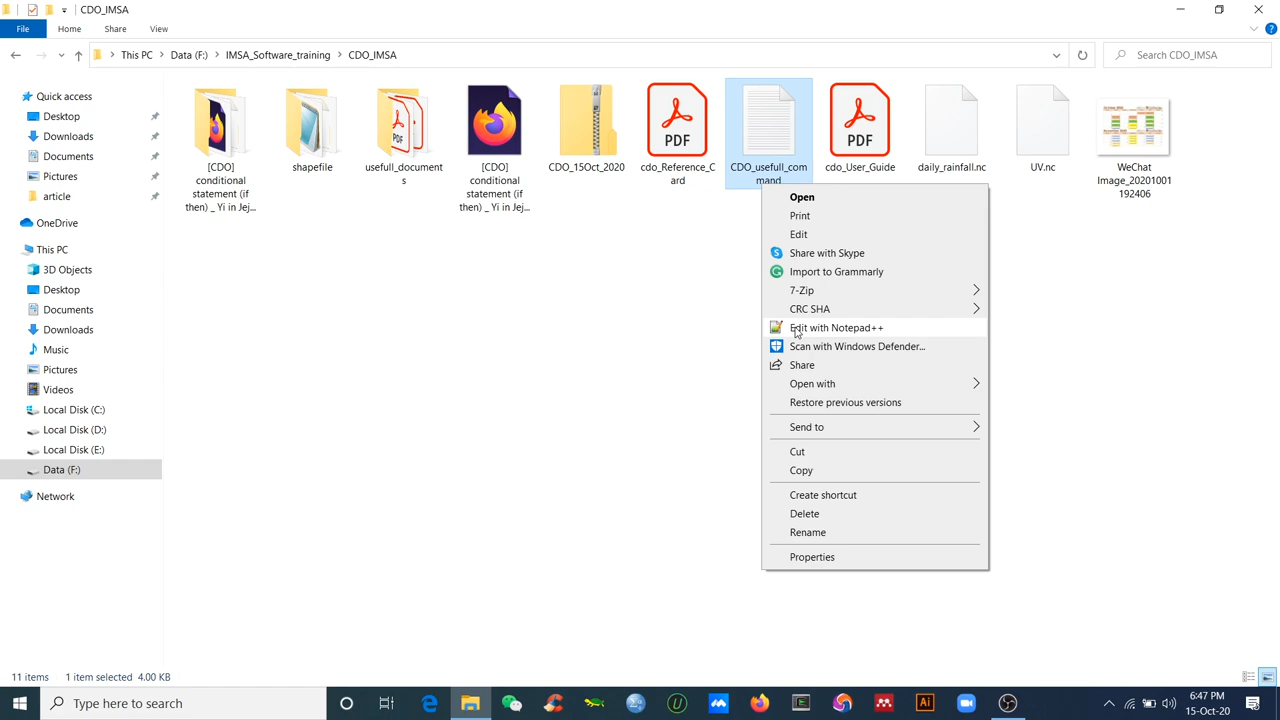 CDO_IMSA
File
Home
Share
View
This PC
Data (F:)
IMSA_Software_training
CDO_IMSA
Search CDO_IMSA
Quick access
Desktop
Downloads
Documents
Pictures
article
OneDrive
This PC
3D Objects
Desktop
Documents
Downloads
Music
Pictures
Videos
Local Disk (C:)
Local Disk (D:)
Local Disk (E:)
Data (F:)
Network
[CDO]
conditional
statement (if
then) _ Yi in Jej...
shapefile
usefull_document
s
[CDO]
conditional
statement (if
then) _ Yi in Jej...
CDO_15Oct_2020
PDF
cdo_Reference_C
ard
CDO_usefull_com
mand
PDF
cdo_User_Guide
daily_rainfall.nc
UV.nc
WeChat
Image_20201001
192406
Open
Print
Edit
Share with Skype
Import to Grammarly
7-Zip
CRC SHA
Edit with Notepad++
Scan with Windows Defender...
Share
Open with
Restore previous versions
Send to
Cut
Copy
Create shortcut
Delete
Rename
Properties
11 items
1 item selected 4.00 KB
Type here to search
Ai
6:47 PM
15-Oct-20